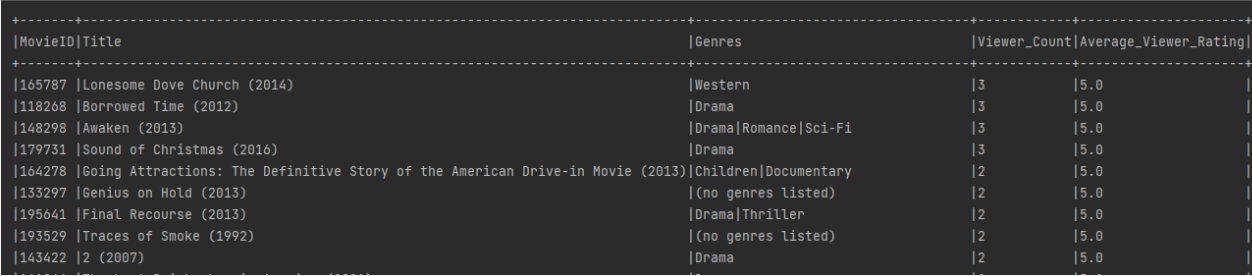 +-------+--------------------------------------------------------------------------+---------------------------------+------------+---------------------+
|MovieID|Title                                                                     |Genres                           |Viewer_Count|Average_Viewer_Rating|
+-------+--------------------------------------------------------------------------+---------------------------------+------------+---------------------+
|165787 |Lonesome Dove Church (2014)                                               |Western                          |3           |5.0                  |
|118268 |Borrowed Time (2012)                                                      |Drama                            |3           |5.0                  |
|148298 |Awaken (2013)                                                             |Drama|Romance|Sci-Fi             |3           |5.0                  |
|179731 |Sound of Christmas (2016)                                                 |Drama                            |3           |5.0                  |
|164278 |Going Attractions: The Definitive Story of the American Drive-in Movie (2013)|Children|Documentary             |2           |5.0                  |
|133297 |Genius on Hold (2013)                                                     |(no genres listed)               |2           |5.0                  |
|195641 |Final Recourse (2013)                                                     |Drama|Thriller                   |2           |5.0                  |
|193529 |Traces of Smoke (1992)                                                    |(no genres listed)               |2           |5.0                  |
|143422 |2 (2007)                                                                  |Drama                            |2           |5.0                  |